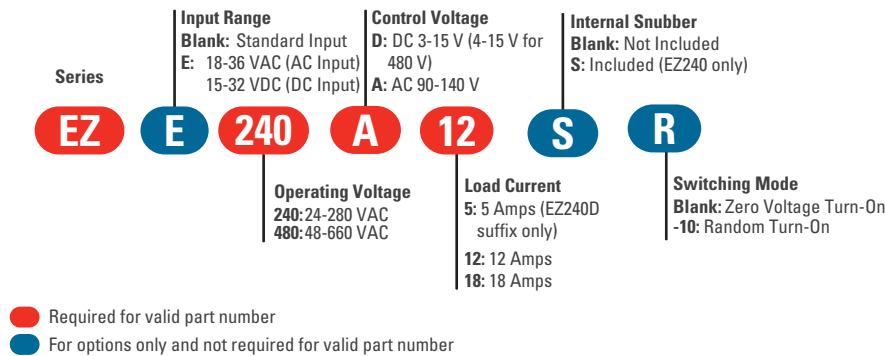 Input Range
Blank: Standard Input
E: 18-36 VAC (AC Input)
15-32 VDC (DC Input)
Control Voltage
D: DC 3-15 V (4-15 V for
480 V)
A: AC 90-140 V
Internal Snubber
Blank: Not Included
S: Included (EZ240 only)
Series
EZ E 240 A 12 S R
Operating Voltage
240: 24-280 VAC
480: 48-660 VAC
Load Current
5: 5 Amps (EZ240D
suffix only)
12: 12 Amps
18: 18 Amps
Switching Mode
Blank: Zero Voltage Turn-On
-10: Random Turn-On
Required for valid part number
For options only and not required for valid part number